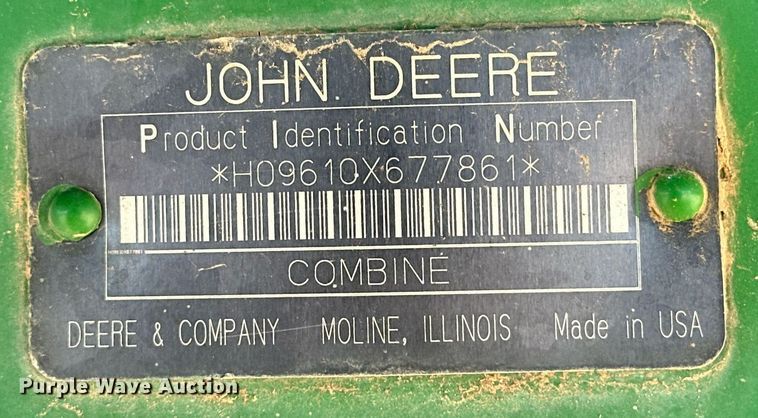 JOHN DEERE
Product Identification Number
*H09610X677861*
COMBINE
DEERE & COMPANY MOLINE, ILLINOIS Made in USA
Purple Wave Auction